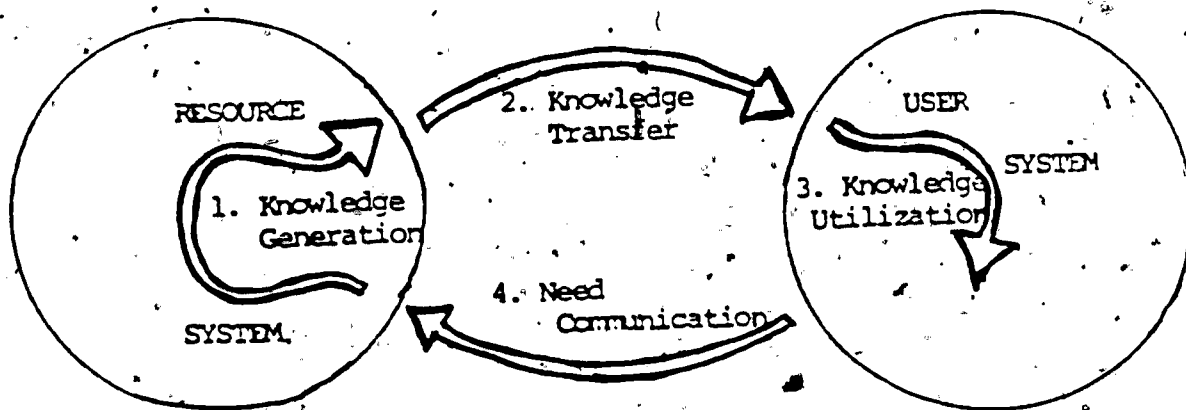 RESOURCE
1. Knowledge
Generation
SYSTEM.
2. Knowledge
Transfer
USER
SYSTEM
3. Knowledge
Utilization
4. Need
Communication